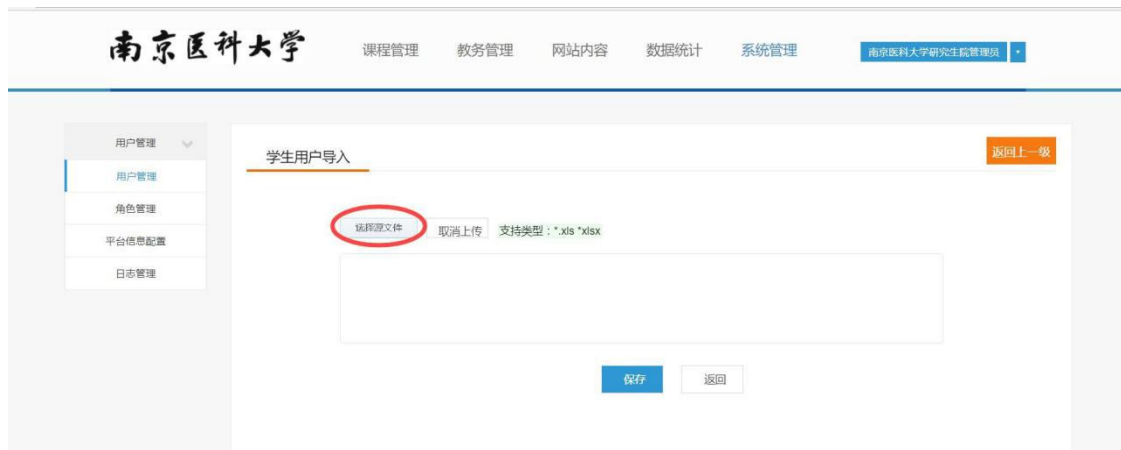 南京医科大学
课程管理 教务管理 网站内容 数据统计 系统管理 南京医科大学研究生院管理员
用户管理
用户管理
角色管理
平台信息配置
日志管理
学生用户导入 返回上一级
选择源文件 取消上传 支持类型：*.xls *xlsx
保存 返回